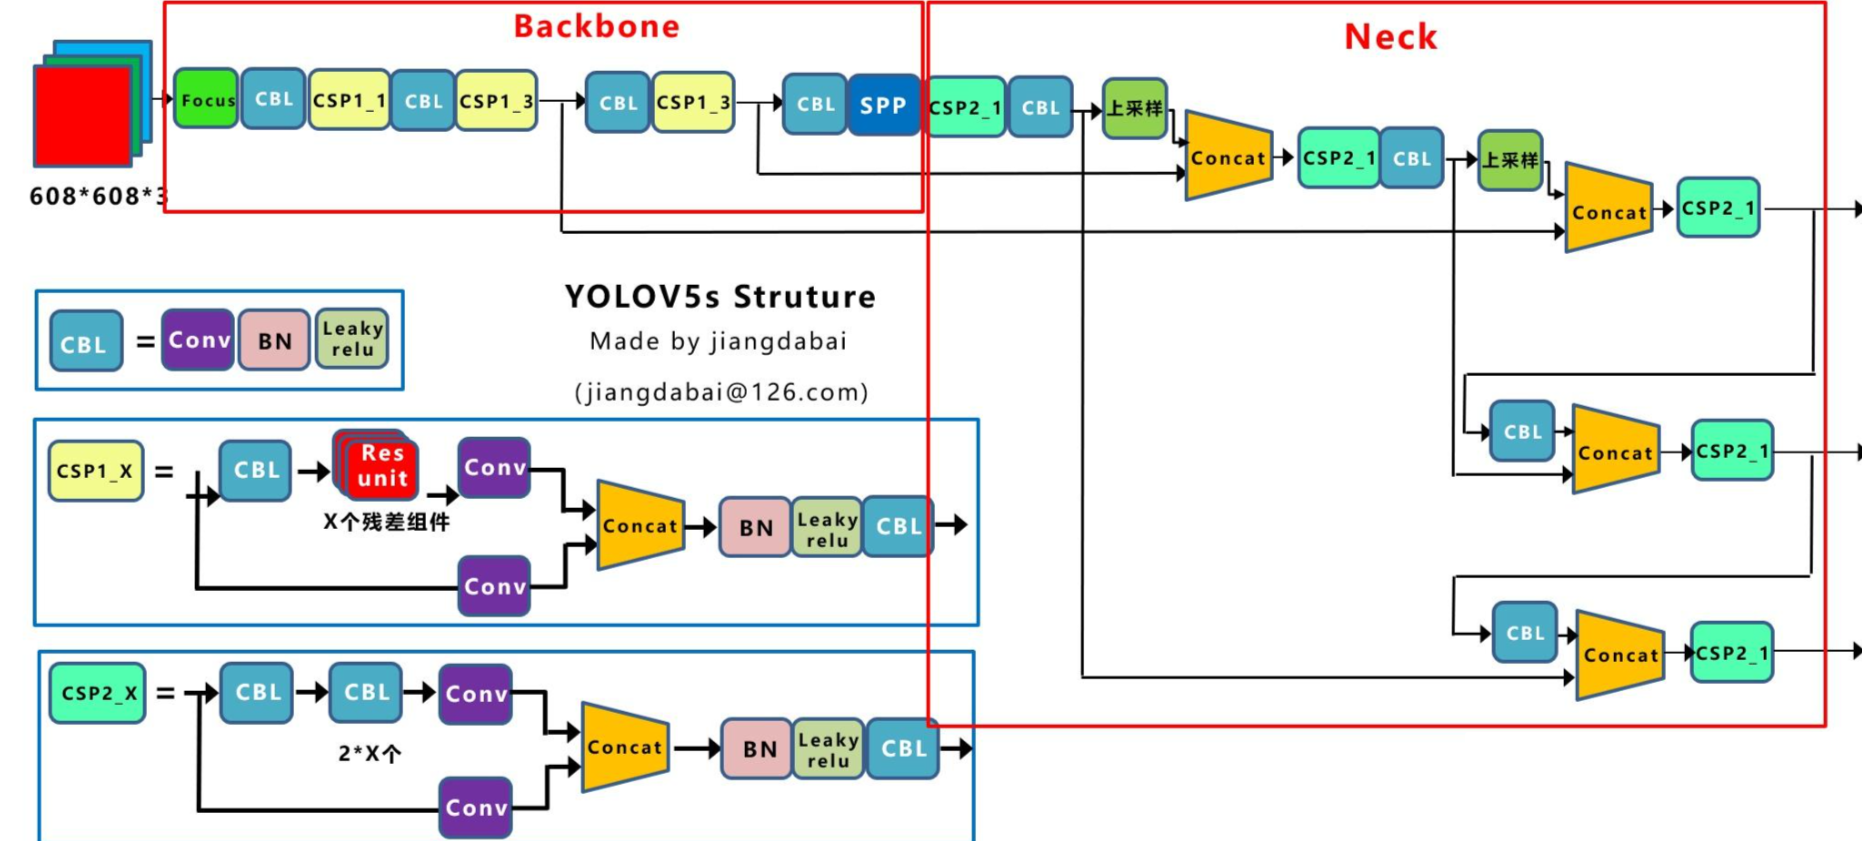 Backbone
Neck
Focus
CBL
CSP1_1
CBL
CSP1_3
CBL
CSP1_3
CBL
SPP
CSP2_1
CBL
上采样
Concat
CSP2_1
CBL
上采样
Concat
CSP2_1
608*608*3
YOLOV5s Struture
Made by jiangdabai
(jiangdabai@126.com)
CBL
=
Conv
BN
Leaky
relu
CSP1_X
=
CBL
Res
unit
X个残差组件
Conv
Conv
Concat
BN
Leaky
relu
CBL
CBL
Concat
CSP2_1
CBL
Concat
CSP2_1
CSP2_X
=
CBL
CBL
2*X个
Conv
Conv
Concat
BN
Leaky
relu
CBL